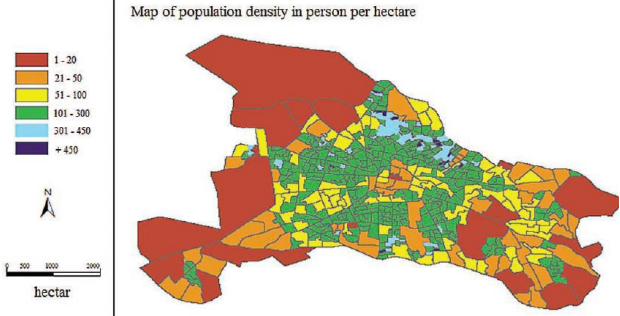 Map of population density in person per hectare
1 - 20
21 - 50
51 - 100
101 - 300
301 - 450
+ 450
N
0 500 1000 2000
hectar